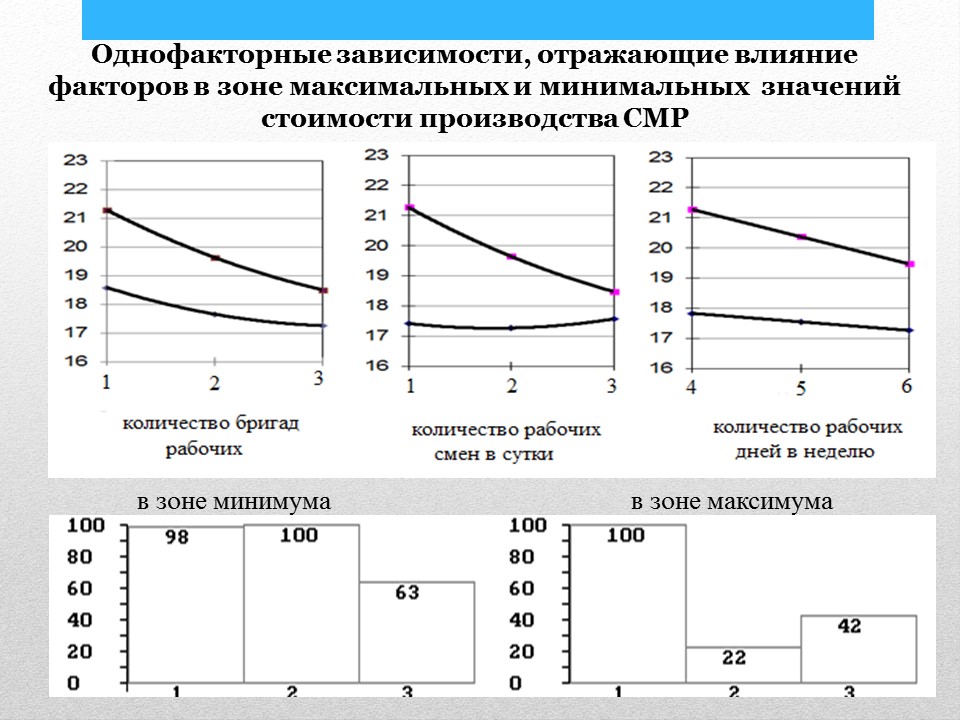 Однофакторные зависимости, отражающие влияние
факторов в зоне максимальных и минимальных значений
стоимости производства СМР
23
22
21
20
19
18
17
16
1 2 3
количество бригад
рабочих
23
22
21
20
19
18
17
16
1 2 3
количество рабочих
смен в сутки
23
22
21
20
19
18
17
16
4 5 6
количество рабочих
дней в неделю
в зоне минимума
100
80
60
40
20
0
98 100 63
1 2 3
в зоне максимума
100
80
60
40
20
0
100 22 42
1 2 3